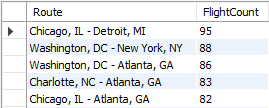 Route FlightCount
Chicago, IL - Detroit, MI 95
Washington, DC - New York, NY 88
Washington, DC - Atlanta, GA 86
Charlotte, NC - Atlanta, GA 83
Chicago, IL - Atlanta, GA 82